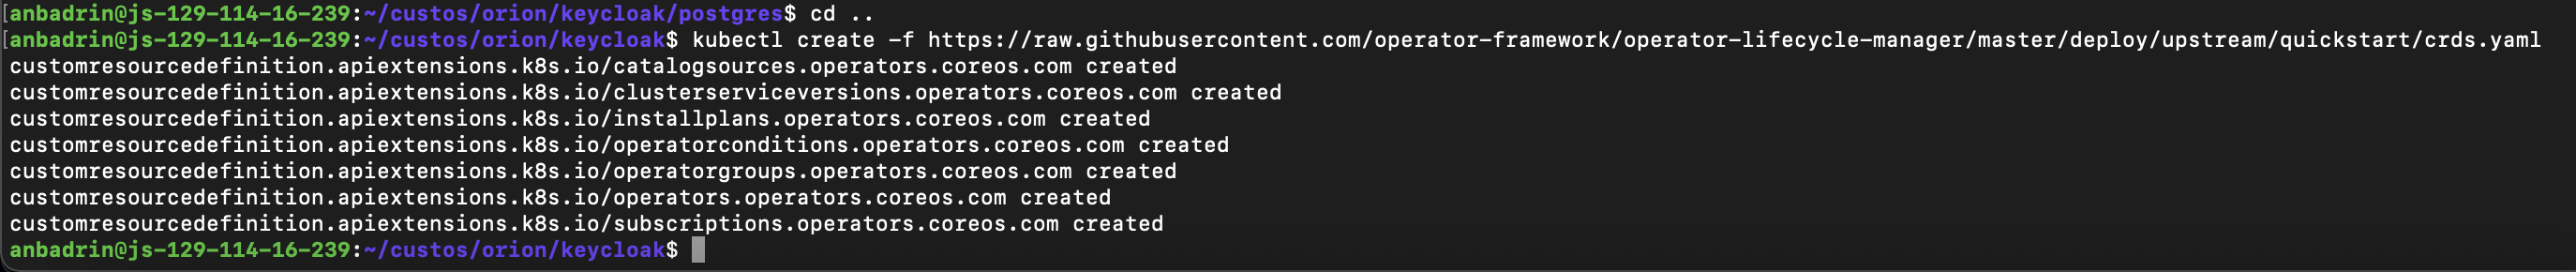 [anbadrin@js-129-114-16-239:~/custos/orion/keycloak/postgres$ cd ..
[anbadrin@js-129-114-16-239:~/custos/orion/keycloak$ kubectl create -f https://raw.githubusercontent.com/operator-framework/operator-lifecycle-manager/master/deploy/upstream/quickstart/crds.yaml
customresourcedefinition.apiextensions.k8s.io/catalogsources.operators.coreos.com created
customresourcedefinition.apiextensions.k8s.io/clusterserviceversions.operators.coreos.com created
customresourcedefinition.apiextensions.k8s.io/installplans.operators.coreos.com created
customresourcedefinition.apiextensions.k8s.io/operatorconditions.operators.coreos.com created
customresourcedefinition.apiextensions.k8s.io/operatorgroups.operators.coreos.com created
customresourcedefinition.apiextensions.k8s.io/operators.operators.coreos.com created
customresourcedefinition.apiextensions.k8s.io/subscriptions.operators.coreos.com created
anbadrin@js-129-114-16-239:~/custos/orion/keycloak$